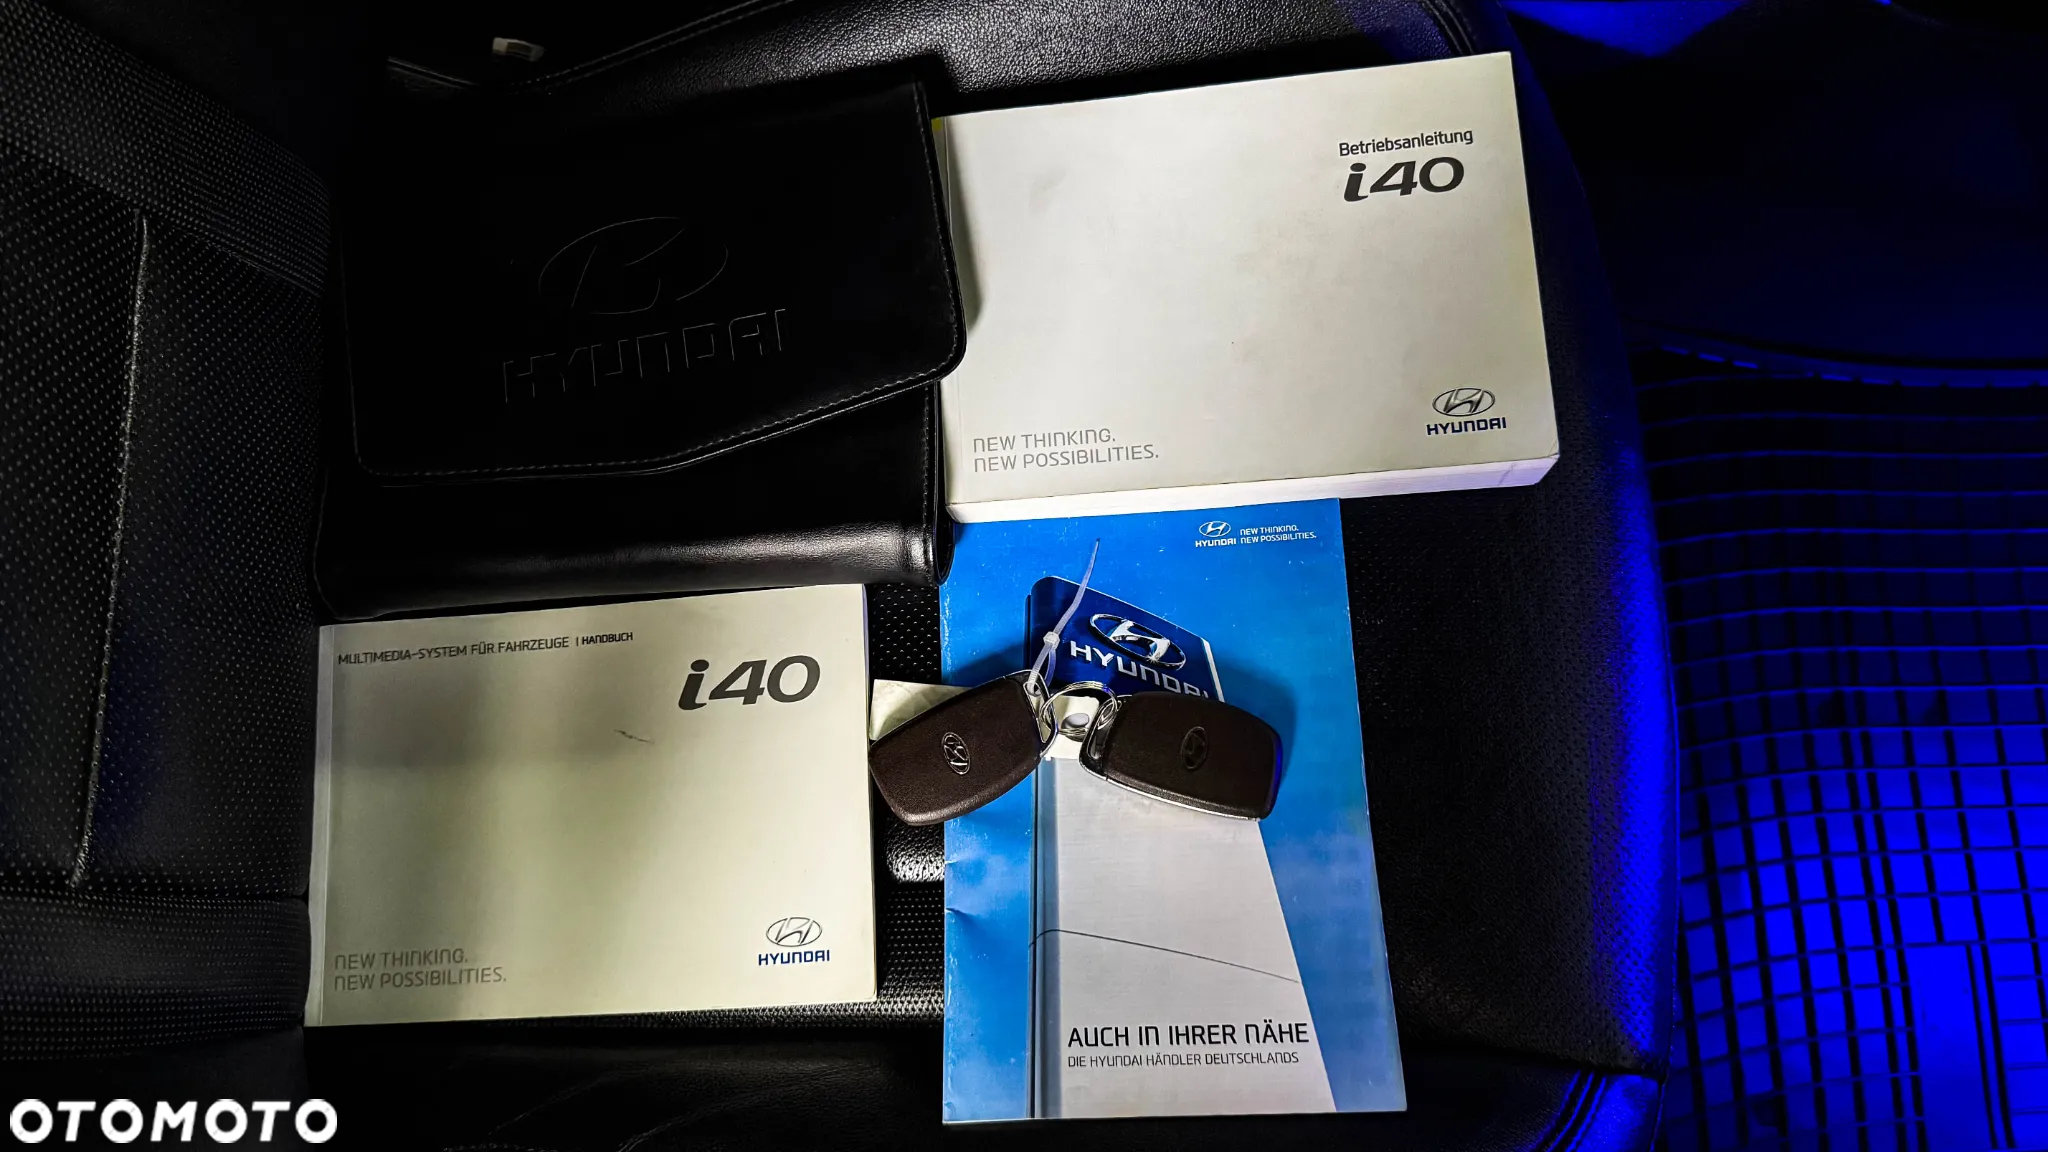 HYUNDAI
Betriebsanleitung
i40
NEW THINKING.
NEW POSSIBILITIES.
HYUNDAI
MULTIMEDIA-SYSTEM FÜR FAHRZEUGE | HANDBUCH
i40
NEW THINKING.
NEW POSSIBILITIES.
HYUNDAI
HYUNDAI
NEW THINKING.
NEW POSSIBILITIES.
HYUNDAI
AUCH IN IHRER NÄHE
DIE HYUNDAI HÄNDLER DEUTSCHLANDS
OTOMOTO